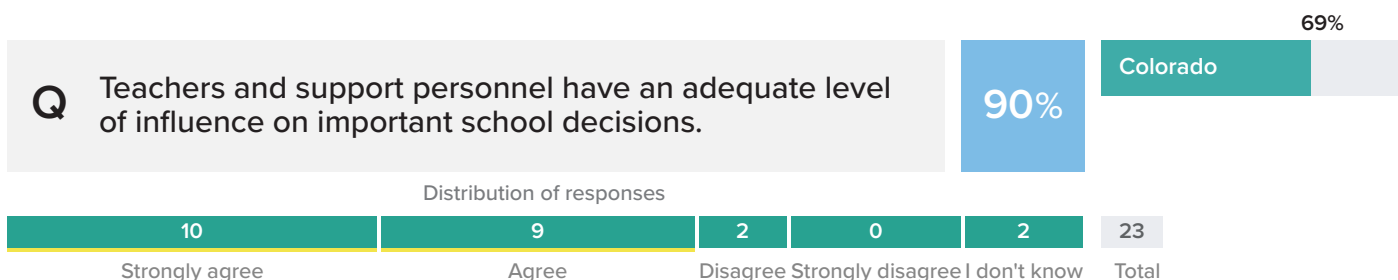 69%
Q
Teachers and support personnel have an adequate level
of influence on important school decisions.
90%
Colorado
Distribution of responses
10 9 2 0 2 23
Strongly agree Agree Disagree Strongly disagree I don't know Total